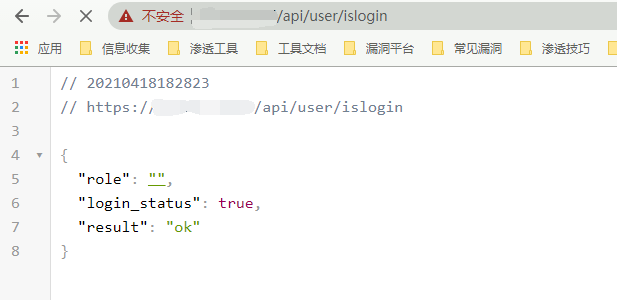 不安全 /api/user/islogin
应用 信息收集 渗透工具 工具文档 漏洞平台 常见漏洞 渗透技巧
1 // 20210418182823
2 // https:// /api/user/islogin
3
4 {
5 "role": "",
6 "login_status": true,
7 "result": "ok"
8 }